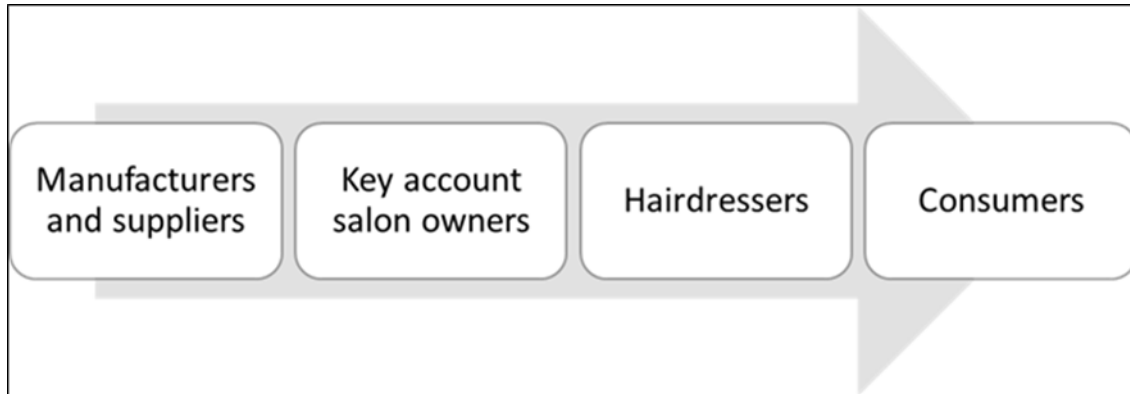 Manufacturers
and suppliers
Key account
salon owners
Hairdressers
Consumers